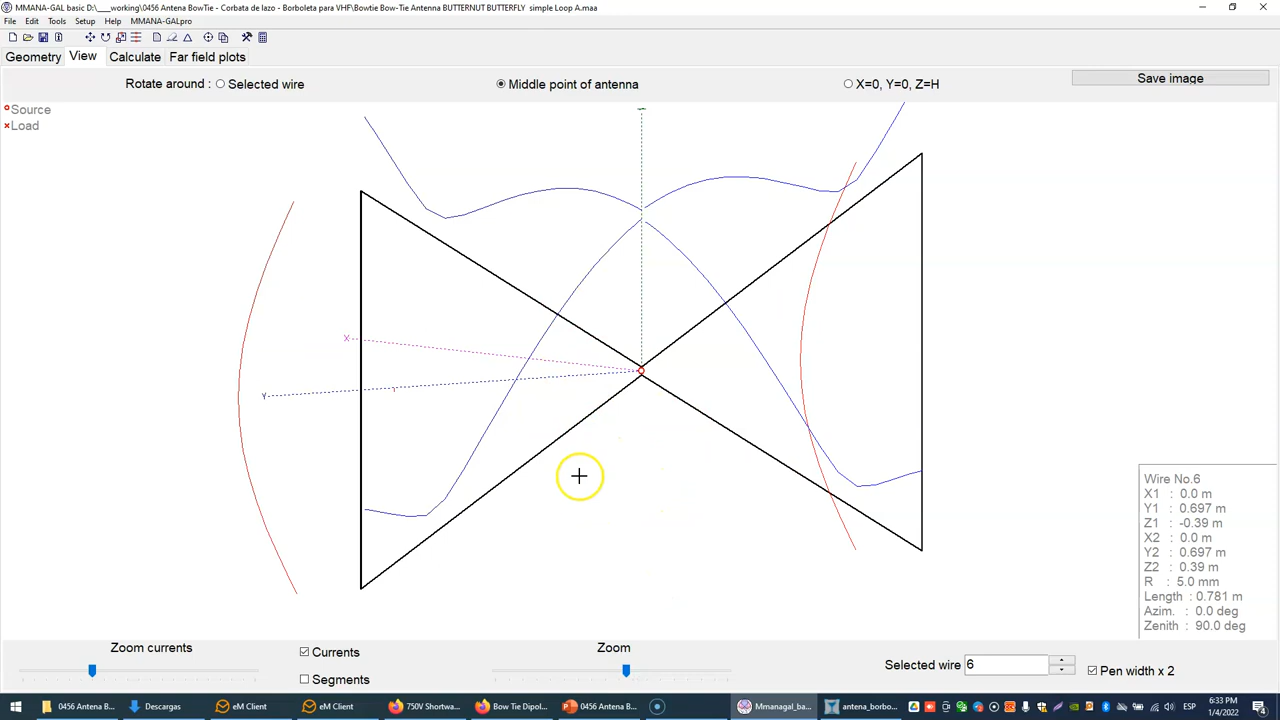 MMANA-GAL basic D:\___working\0456 Antena BowTie - Corbata de lazo - Borboleta para VHF\Bowtie Bow-Tie Antenna BUTTERNUT BUTTERFLY  simple Loop A.maa
File Edit Tools Setup Help MMANA-GALpro
Geometry View Calculate Far field plots
Rotate around : Selected wire Middle point of antenna X=0, Y=0, Z=H Save image
Source
Load
X
Y
Wire No.6
X1 : 0.0 m
Y1 : 0.697 m
Z1 : -0.39 m
X2 : 0.0 m
Y2 : 0.697 m
Z2 : 0.39 m
R : 5.0 mm
Length : 0.781 m
Azim. : 0.0 deg
Zenith : 90.0 deg
Zoom currents Currents Zoom Selected wire 6 Pen width x 2
Segments
0456 Antena B... Descargas eM Client eM Client 750V Shortwa... Bow Tie Dipol... 0456 Antena B... Mmanagal_ba... antena_borbo... ESP 6:33 PM
1/4/2022